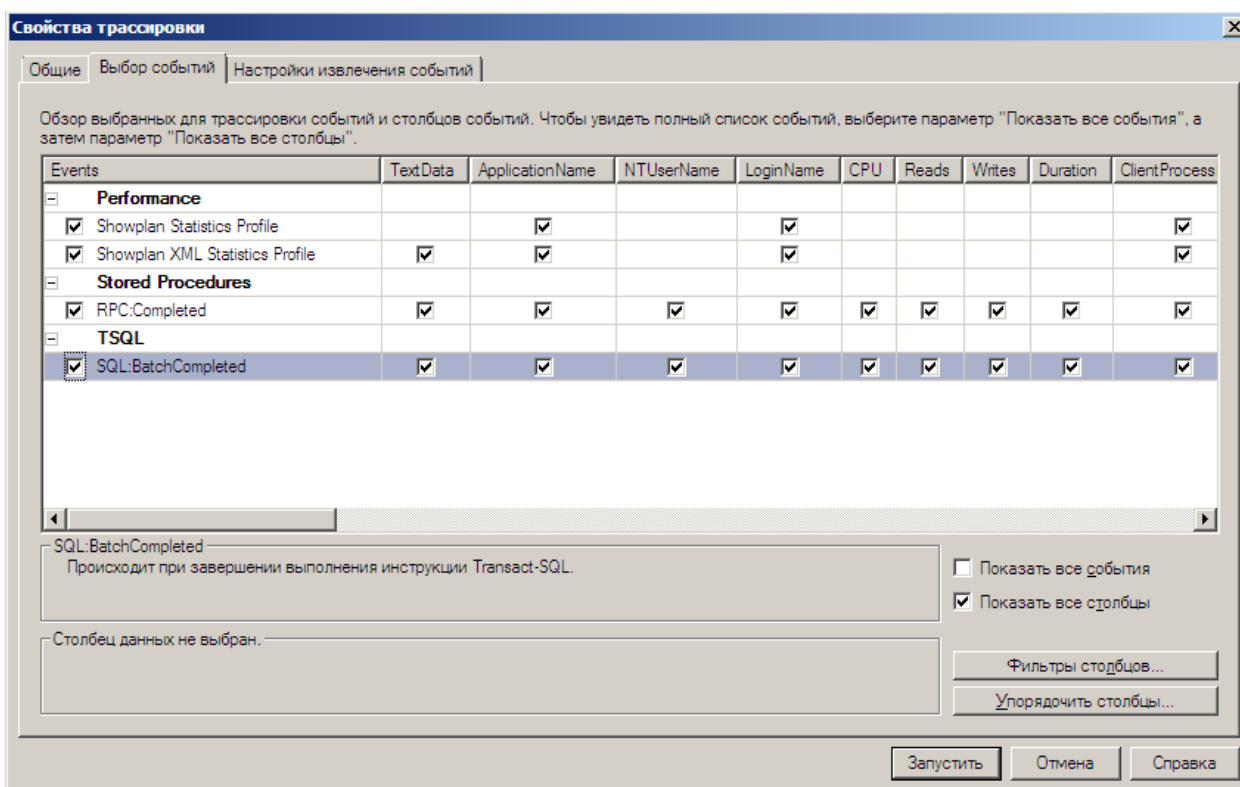 Свойства трассировки
Общие Выбор событий Настройки извлечения событий
Обзор выбранных для трассировки событий и столбцов событий. Чтобы увидеть полный список событий, выберите параметр "Показать все события", а
затем параметр "Показать все столбцы".
Events TextData ApplicationName NTUserName LoginName CPU Reads Writes Duration ClientProcess
Performance
Showplan Statistics Profile
Showplan XML Statistics Profile
Stored Procedures
RPC:Completed
TSQL
SQL:BatchCompleted
SQL:BatchCompleted
Происходит при завершении выполнения инструкции Transact-SQL.
Показать все события
Показать все столбцы
Столбец данных не выбран.
Фильтры столбцов...
Упорядочить столбцы...
Запустить Отмена Справка